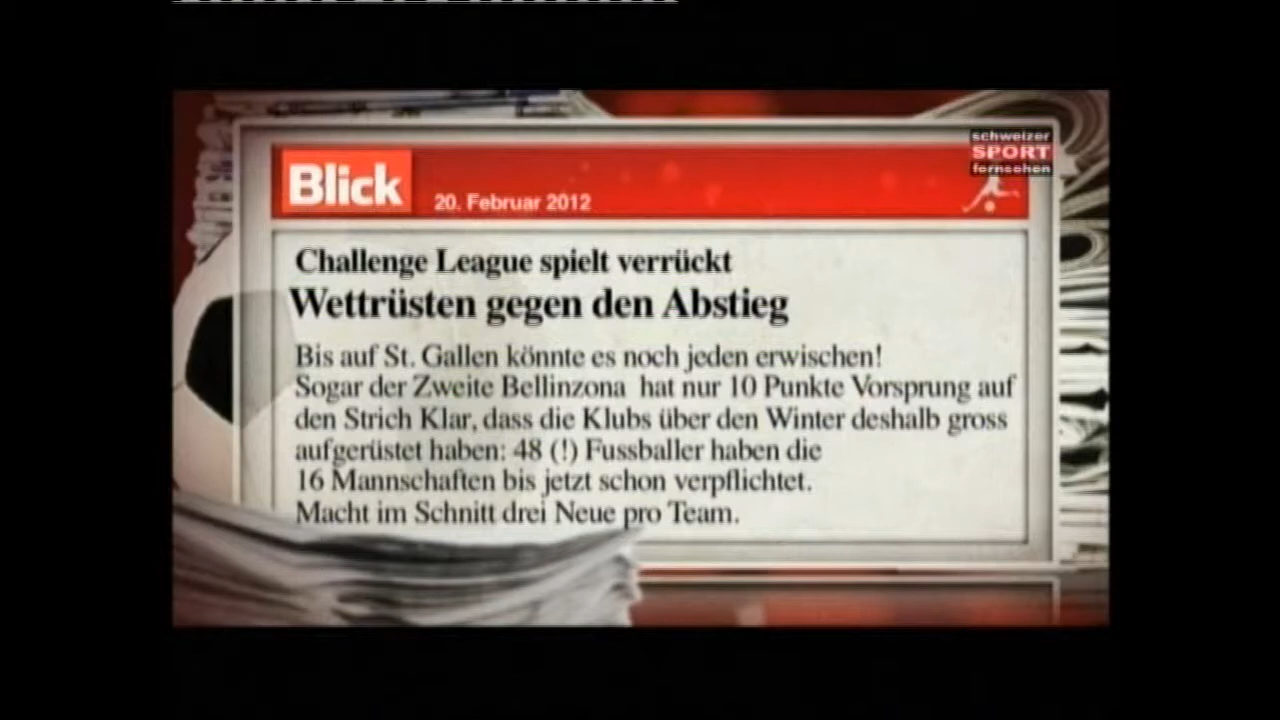 schweizer
SPORT
fernsehen
Blick
20. Februar 2012
Challenge League spielt verrückt
Wettrüsten gegen den Abstieg
Bis auf St. Gallen könnte es noch jeden erwischen!
Sogar der Zweite Bellinzona hat nur 10 Punkte Vorsprung auf
den Strich Klar, dass die Klubs über den Winter deshalb gross
aufgerüstet haben: 48 (!) Fussballer haben die
16 Mannschaften bis jetzt schon verpflichtet.
Macht im Schnitt drei Neue pro Team.